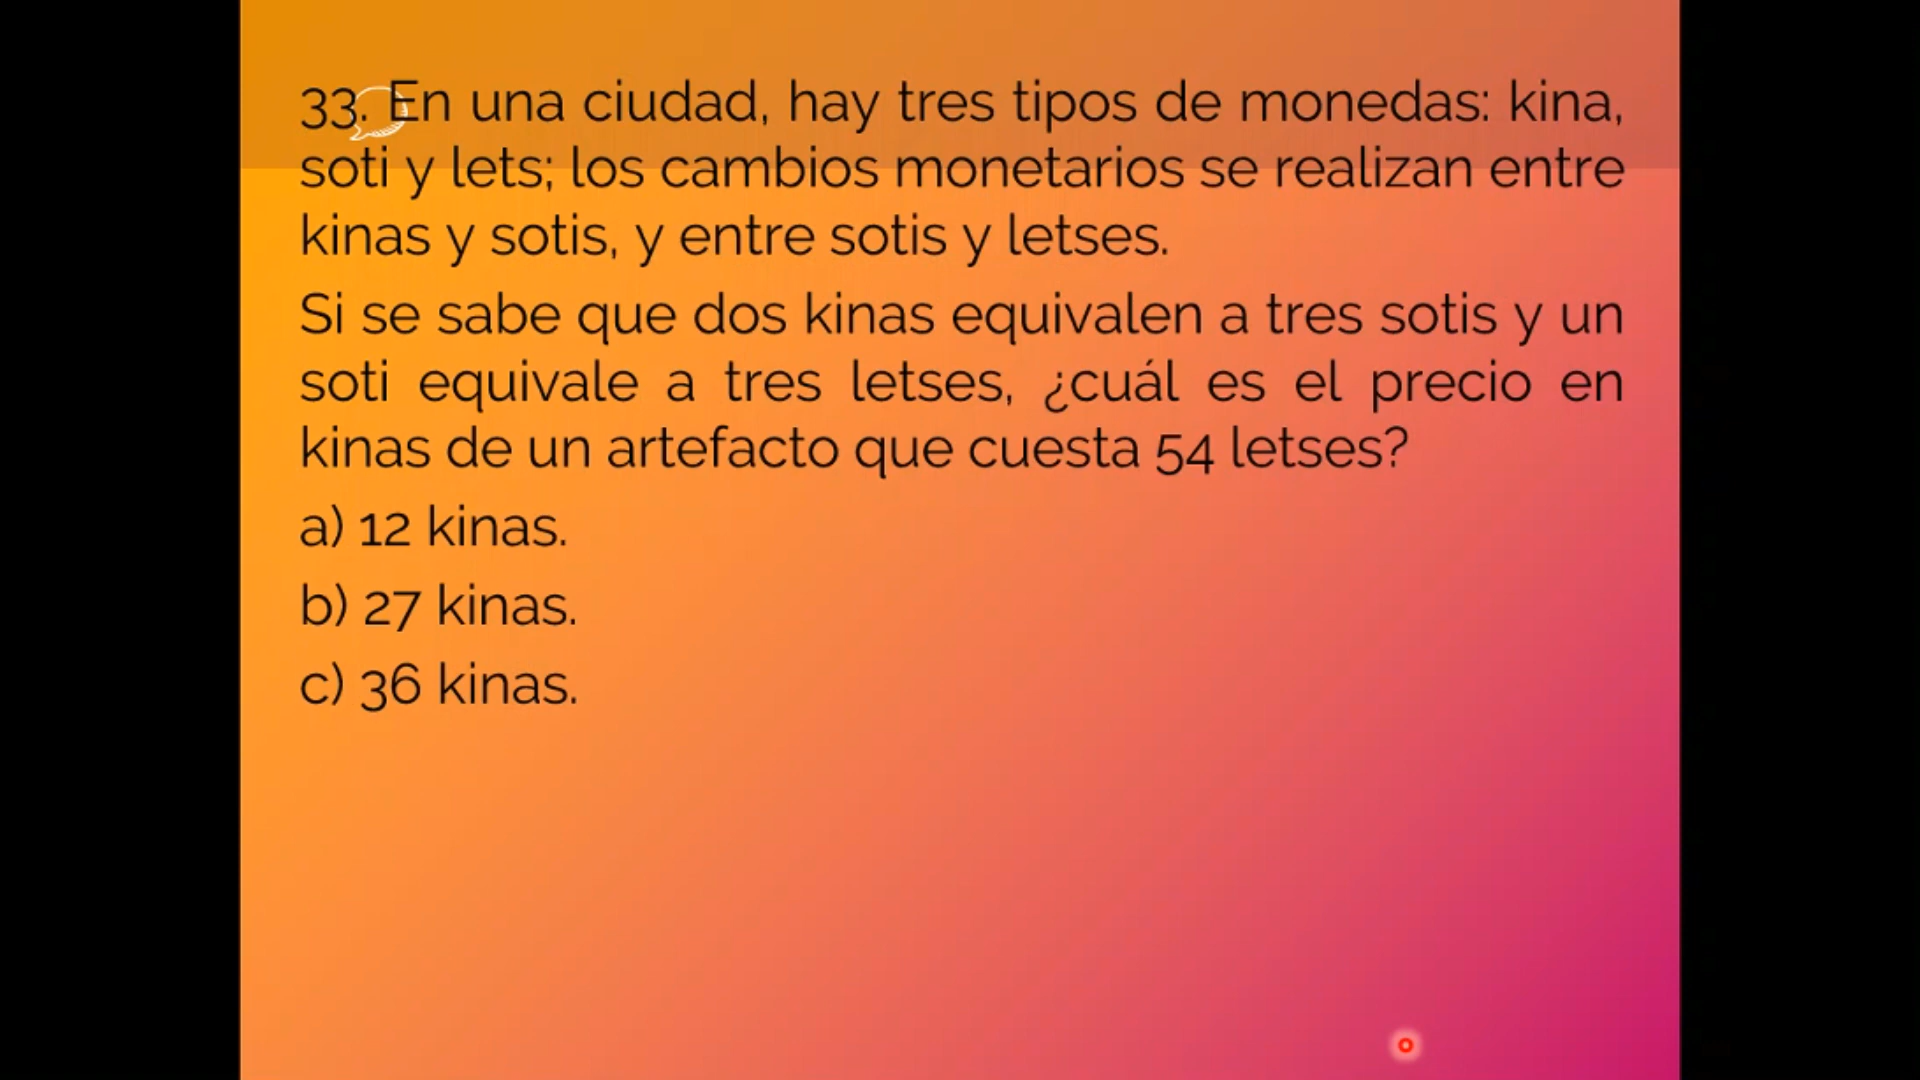 33. En una ciudad, hay tres tipos de monedas: kina,
soti y lets; los cambios monetarios se realizan entre
kinas y sotis, y entre sotis y letses.
Si se sabe que dos kinas equivalen a tres sotis y un
soti equivale a tres letses, ¿cuál es el precio en
kinas de un artefacto que cuesta 54 letses?
a) 12 kinas.
b) 27 kinas.
c) 36 kinas.